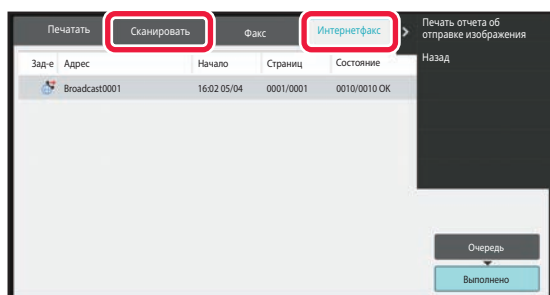 Печатать Сканировать Факс Интернетфакс
Печать отчета об
отправке изображения
Зад-е Адрес Начало Страниц Состояние
Назад
Broadcast0001 16:02 05/04 0001/0001 0010/0010 OK
Очередь
Выполнено